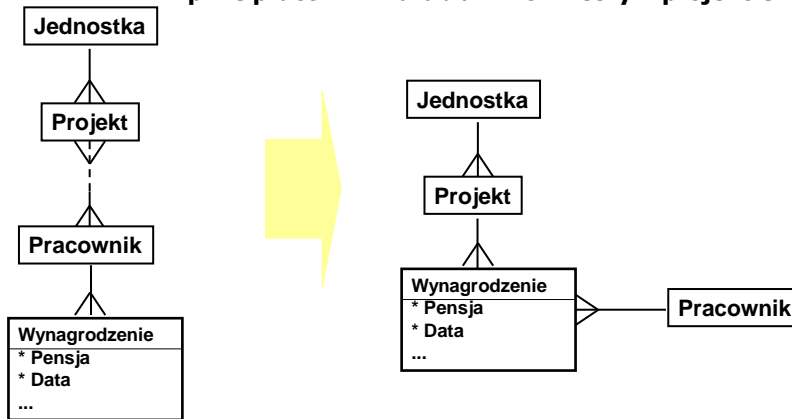 Jednostka
Projekt
Pracownik
Wynagrodzenie
* Pensja
* Data
...
Jednostka
Projekt
Wynagrodzenie
* Pensja
* Data
...
Pracownik